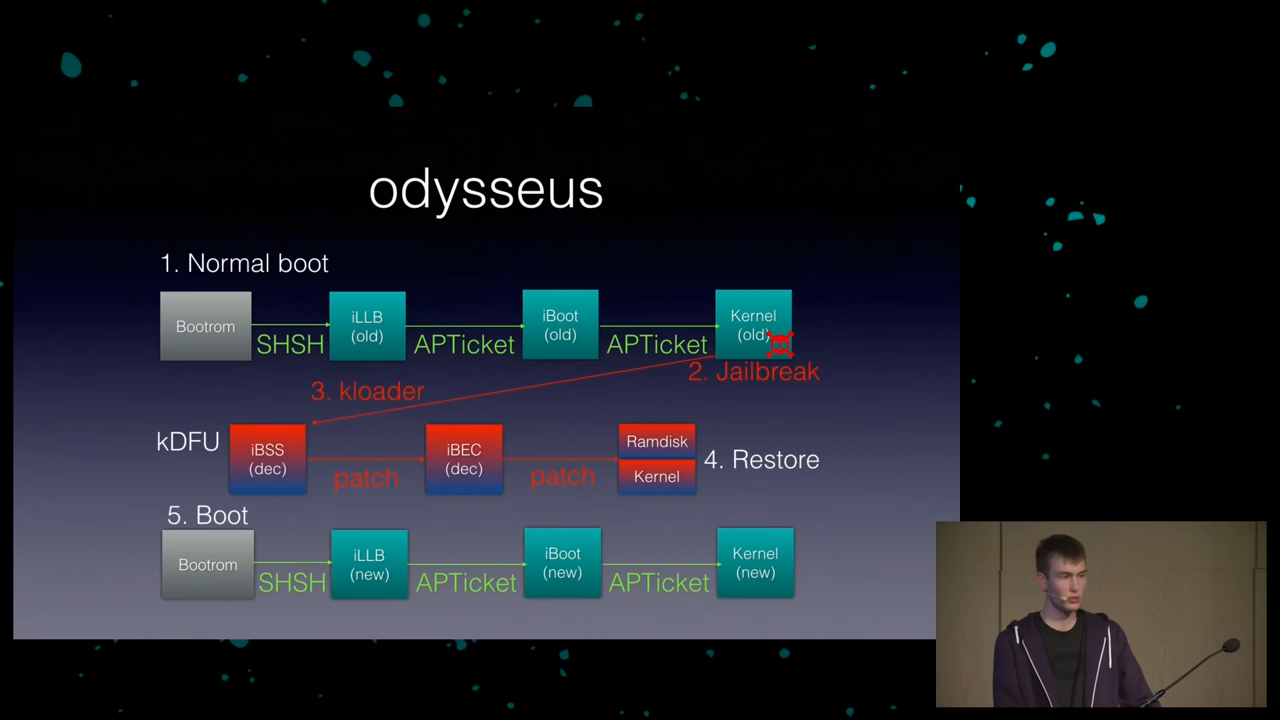 odysseus
1. Normal boot
Bootrom
SHSH
iLLB
(old)
APTicket
iBoot
(old)
APTicket
Kernel
(old)
2. Jailbreak
3. kloader
kDFU
iBSS
(dec)
patch
iBEC
(dec)
patch
Ramdisk
Kernel
4. Restore
5. Boot
Bootrom
SHSH
iLLB
(new)
APTicket
iBoot
(new)
APTicket
Kernel
(new)